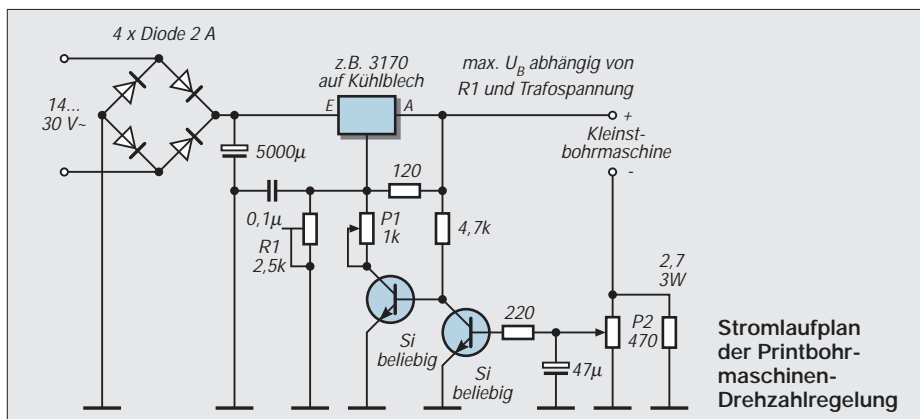 4 x Diode 2 A
14...
30 V~
z.B. 3170
auf Kühlblech
E
A
max. UB abhängig von
R1 und Trafospannung
+
Kleinst-
bohrmaschine
-
5000µ
0,1µ
R1
2,5k
120
P1
1k
4,7k
Si
beliebig
220
Si
beliebig
47µ
2,7
3W
P2
470
Stromlaufplan
der Printbohr-
maschinen-
Drehzahlregelung